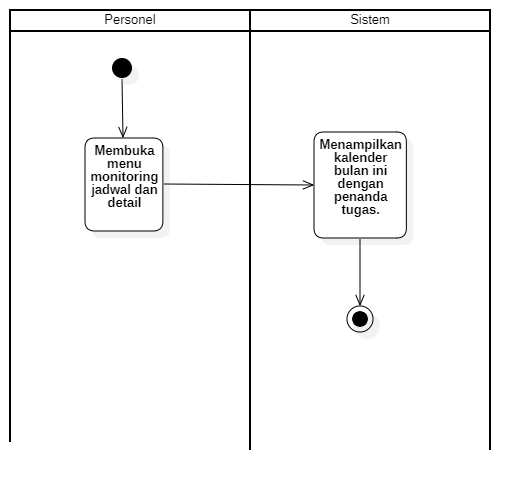 Personel
Sistem
Membuka
menu
monitoring
jadwal dan
detail
Menampilkan
kalender
bulan ini
dengan
penanda
tugas.